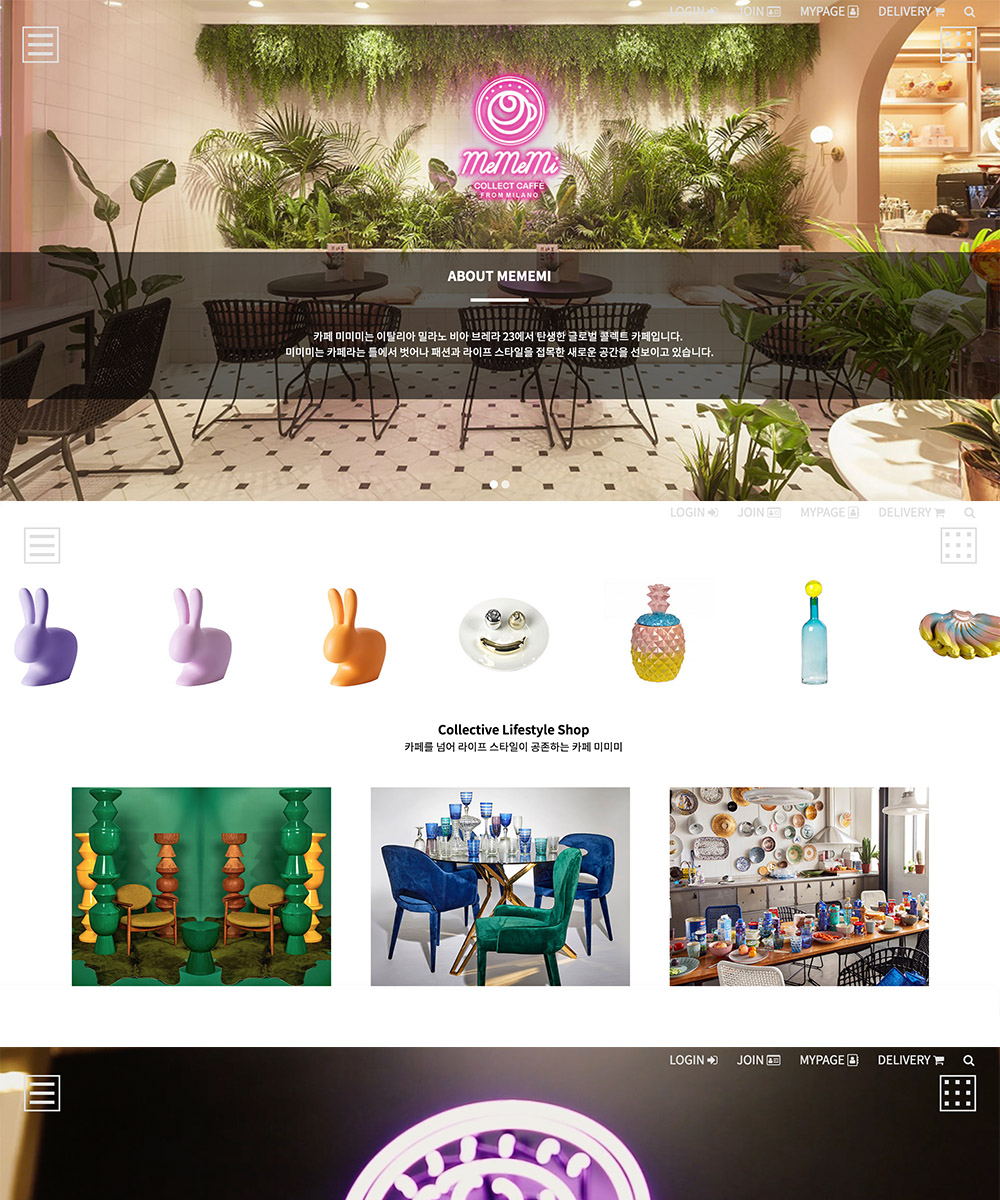 LOGIN JOIN MYPAGE DELIVERY
MeMeMi
COLLECT CAFFÈ
FROM MILANO
ABOUT MEMEMI
카페 미미미는 이탈리아 밀라노 비아 브레라 23에서 탄생한 글로벌 콜렉트 카페입니다.
미미미는 카페라는 틀에서 벗어나 패션과 라이프 스타일을 접목한 새로운 공간을 선보이고 있습니다.
LOGIN JOIN MYPAGE DELIVERY
Collective Lifestyle Shop
카페를 넘어 라이프 스타일이 공존하는 카페 미미미
LOGIN JOIN MYPAGE DELIVERY